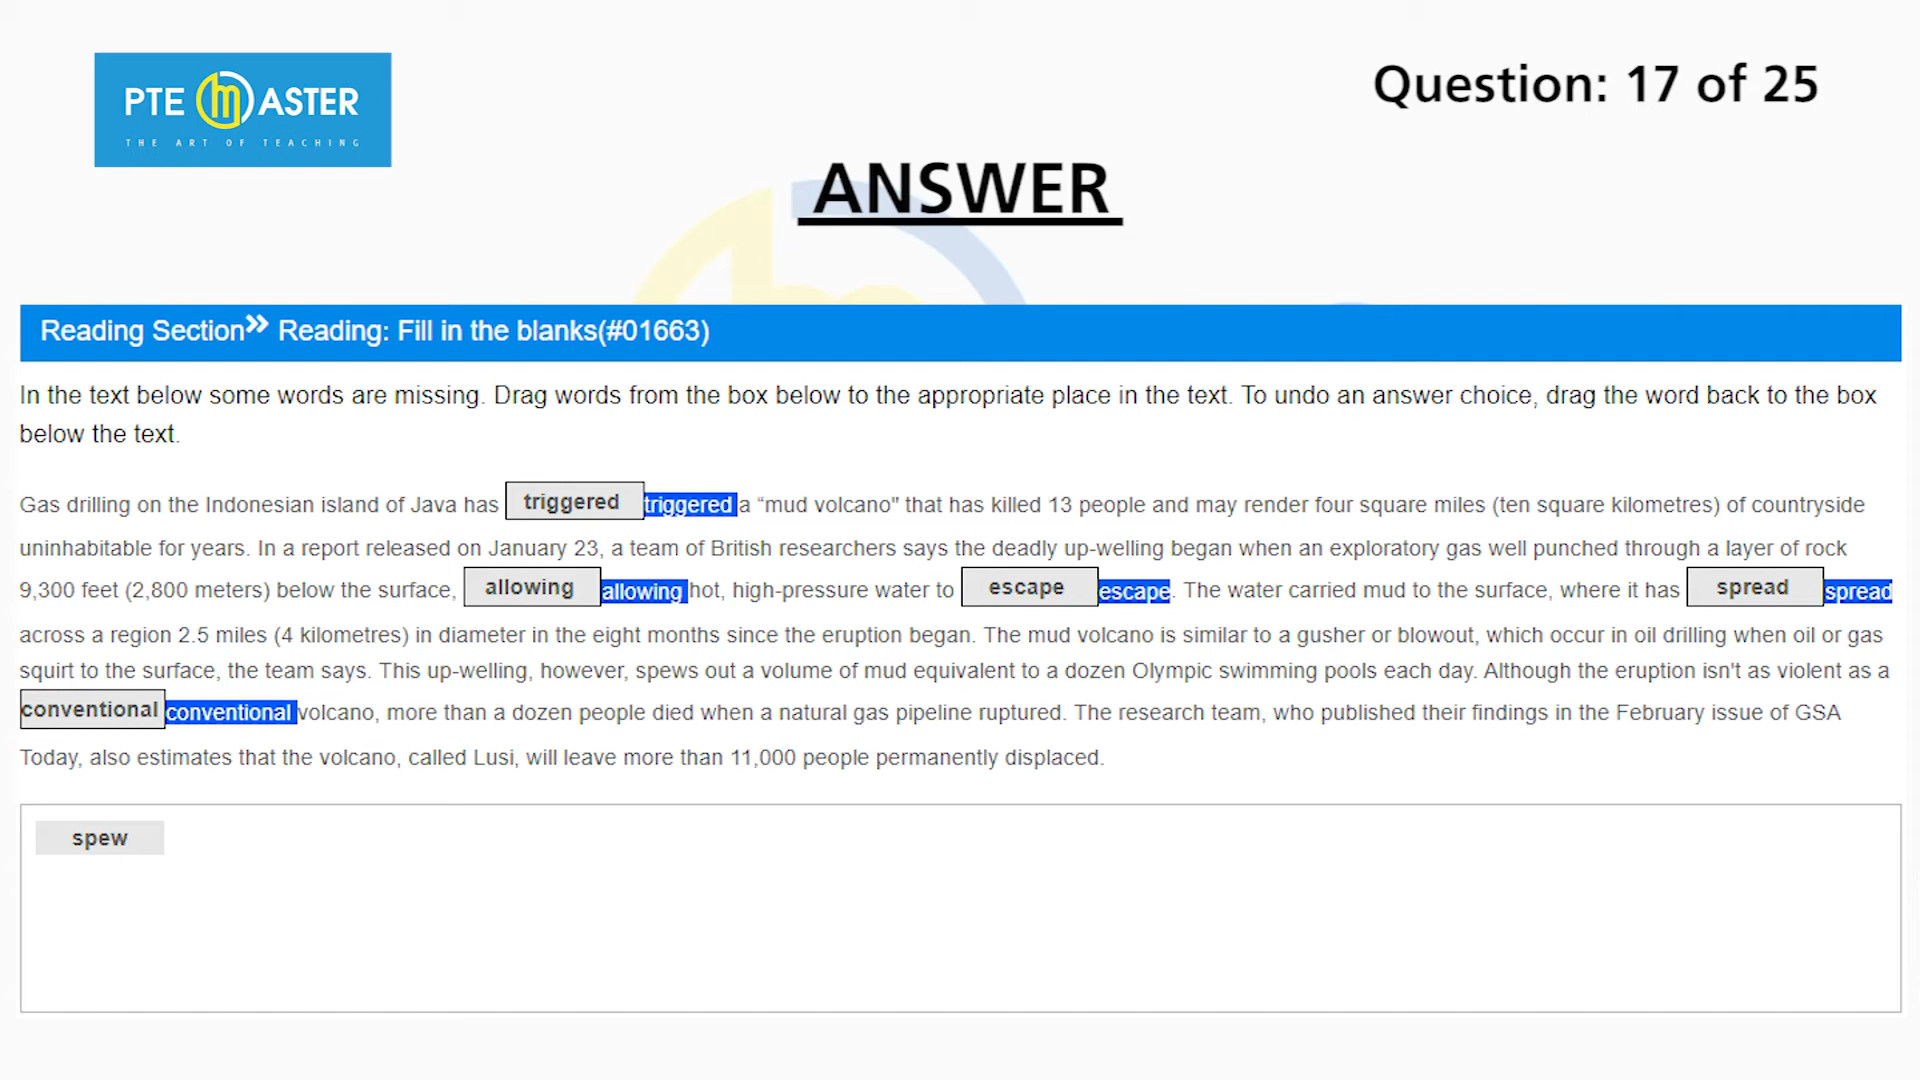 PTE MASTER
THE ART OF TEACHING
Question: 17 of 25
ANSWER
Reading Section» Reading: Fill in the blanks(#01663)
In the text below some words are missing. Drag words from the box below to the appropriate place in the text. To undo an answer choice, drag the word back to the box
below the text.
Gas drilling on the Indonesian island of Java has triggered triggered a “mud volcano" that has killed 13 people and may render four square miles (ten square kilometres) of countryside
uninhabitable for years. In a report released on January 23, a team of British researchers says the deadly up-welling began when an exploratory gas well punched through a layer of rock
9,300 feet (2,800 meters) below the surface, allowing allowing hot, high-pressure water to escape escape. The water carried mud to the surface, where it has spread spread
across a region 2.5 miles (4 kilometres) in diameter in the eight months since the eruption began. The mud volcano is similar to a gusher or blowout, which occur in oil drilling when oil or gas
squirt to the surface, the team says. This up-welling, however, spews out a volume of mud equivalent to a dozen Olympic swimming pools each day. Although the eruption isn't as violent as a
conventional conventional volcano, more than a dozen people died when a natural gas pipeline ruptured. The research team, who published their findings in the February issue of GSA
Today, also estimates that the volcano, called Lusi, will leave more than 11,000 people permanently displaced.
spew